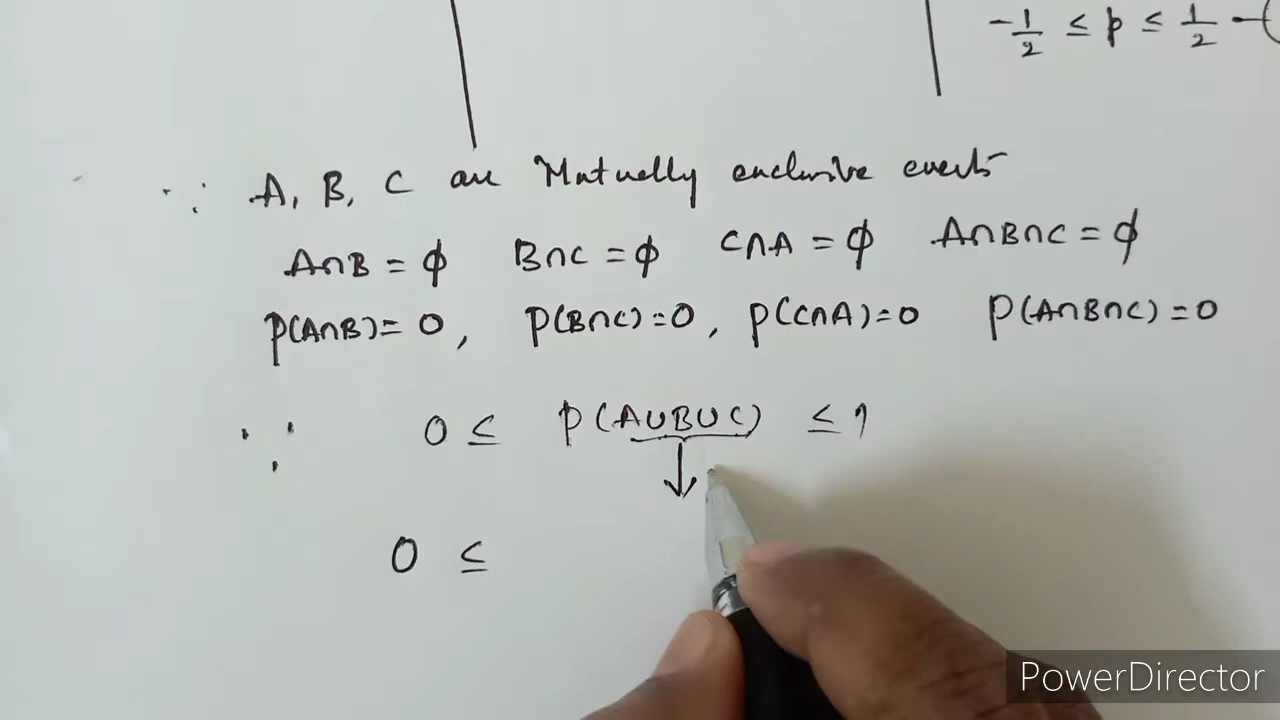 -1/2 ≤ p ≤ 1/2 — (
∵ A, B, C are Mutually exclusive events
A∩B = ϕ B∩C = ϕ C∩A = ϕ A∩B∩C = ϕ
P(A∩B) = 0, P(B∩C) = 0, P(C∩A) = 0 P(A∩B∩C) = 0
∵ 0 ≤ P(A∪B∪C) ≤ 1
↓
0 ≤
PowerDirector